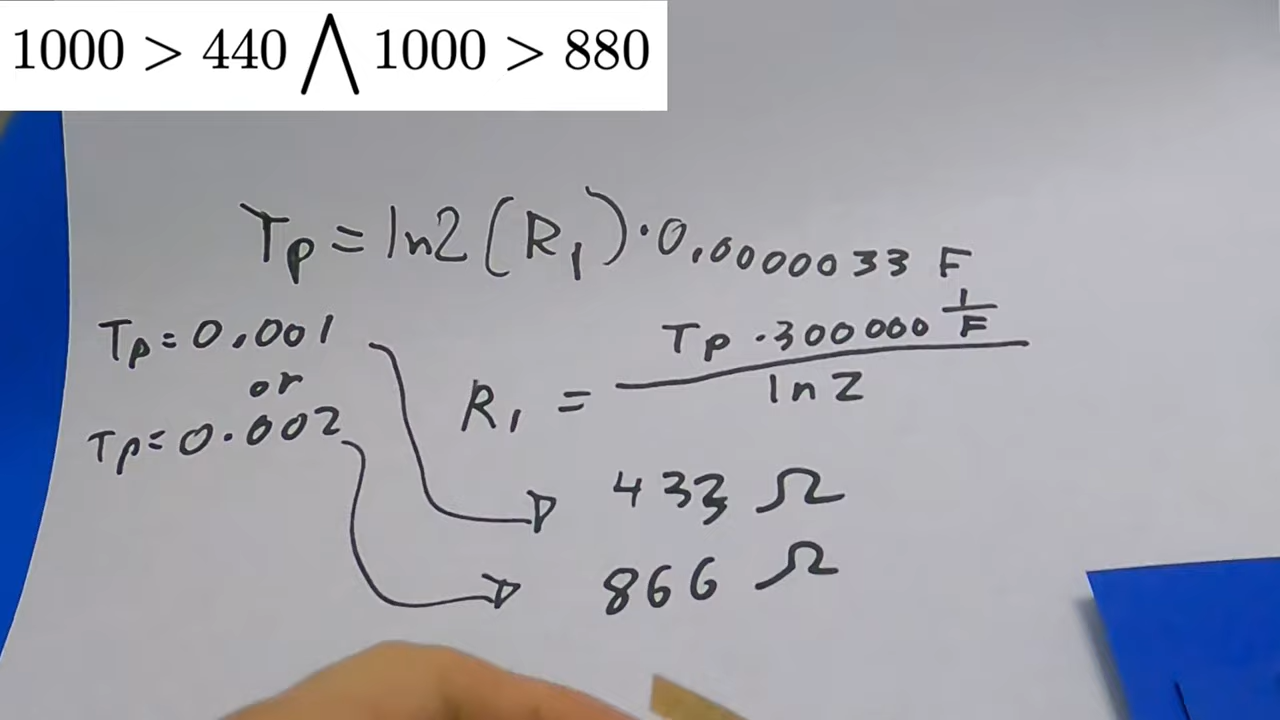 1000 > 440 ⋀ 1000 > 880
Tp = ln2 (R₁) · 0,0000033 F
Tp = 0.001
or
Tp = 0.002
R₁ = Tp · 300000 1/F / ln2
433 Ω
866 Ω